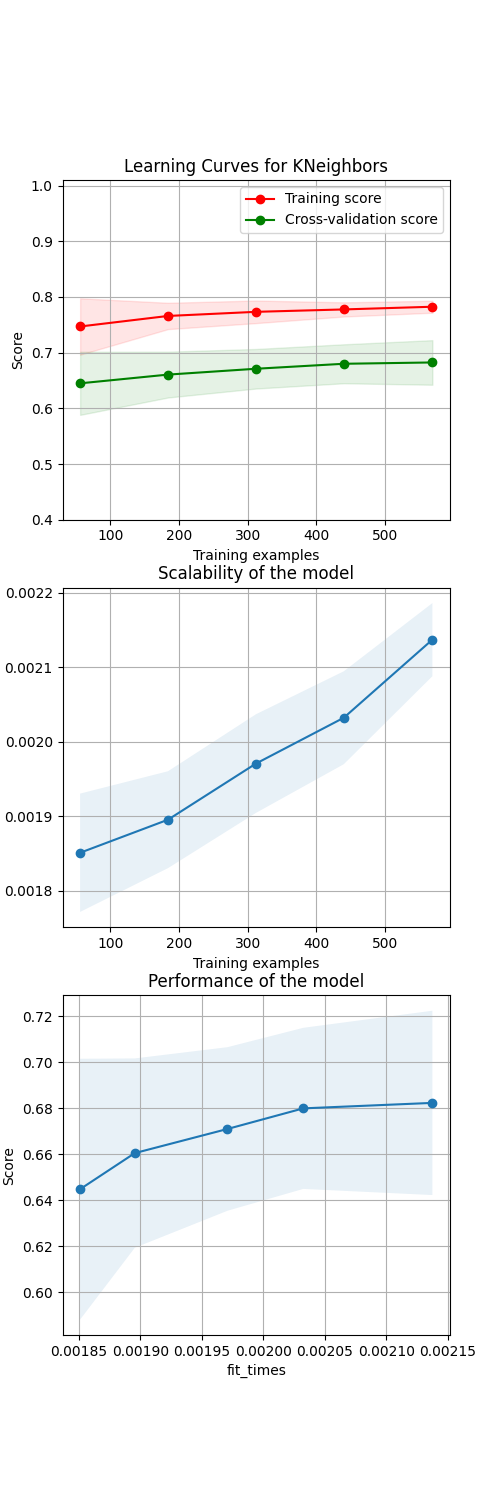 Learning Curves for KNeighbors
1.0
0.9
0.8
0.7
0.6
0.5
0.4
Score
Training score
Cross-validation score
100 200 300 400 500
Training examples
Scalability of the model
0.0022
0.0021
0.0020
0.0019
0.0018
100 200 300 400 500
Training examples
Performance of the model
0.72
0.70
0.68
0.66
0.64
0.62
0.60
Score
0.00185 0.00190 0.00195 0.00200 0.00205 0.00210 0.00215
fit_times